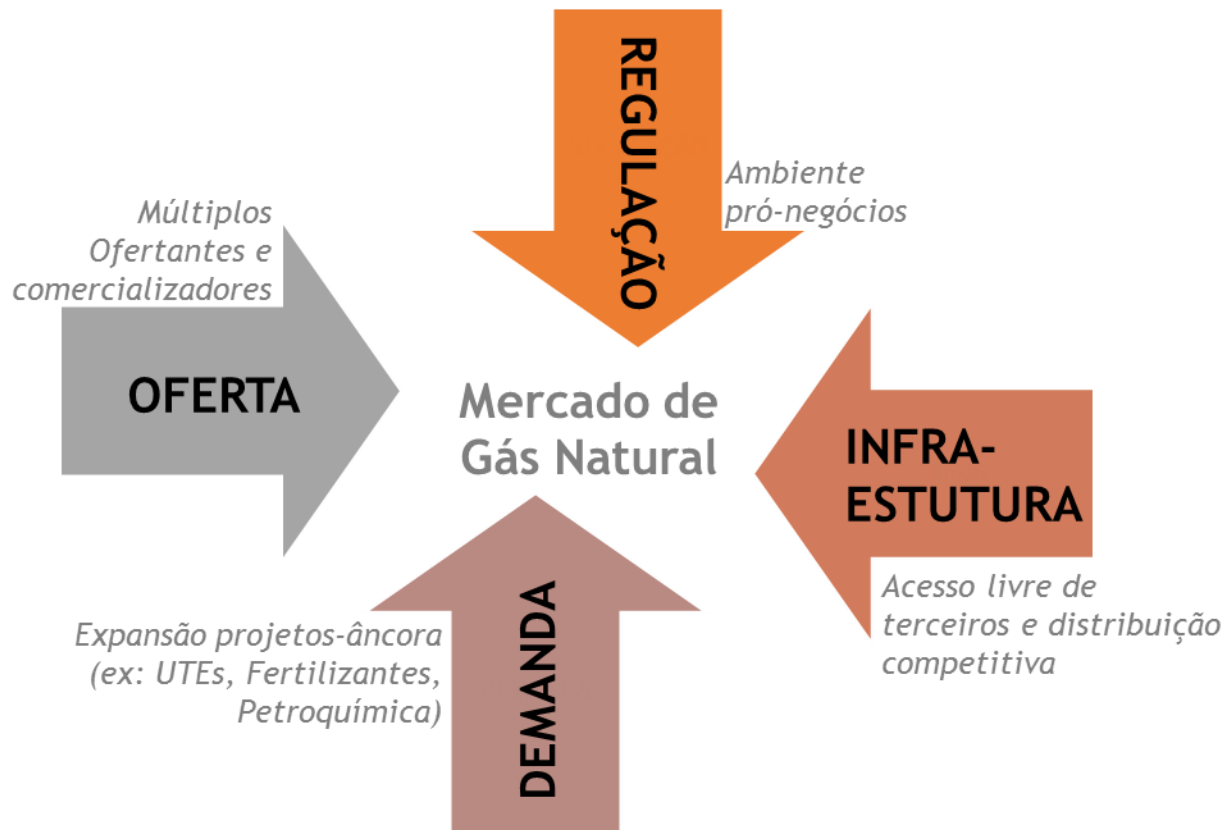 REGULAÇÃO
Ambiente
pró-negócios
Múltiplos
Ofertantes e
comercializadores
OFERTA
Mercado de
Gás Natural
INFRA-
ESTUTURA
Acesso livre de
terceiros e distribuição
competitiva
DEMANDA
Expansão projetos-âncora
(ex: UTEs, Fertilizantes,
Petroquímica)